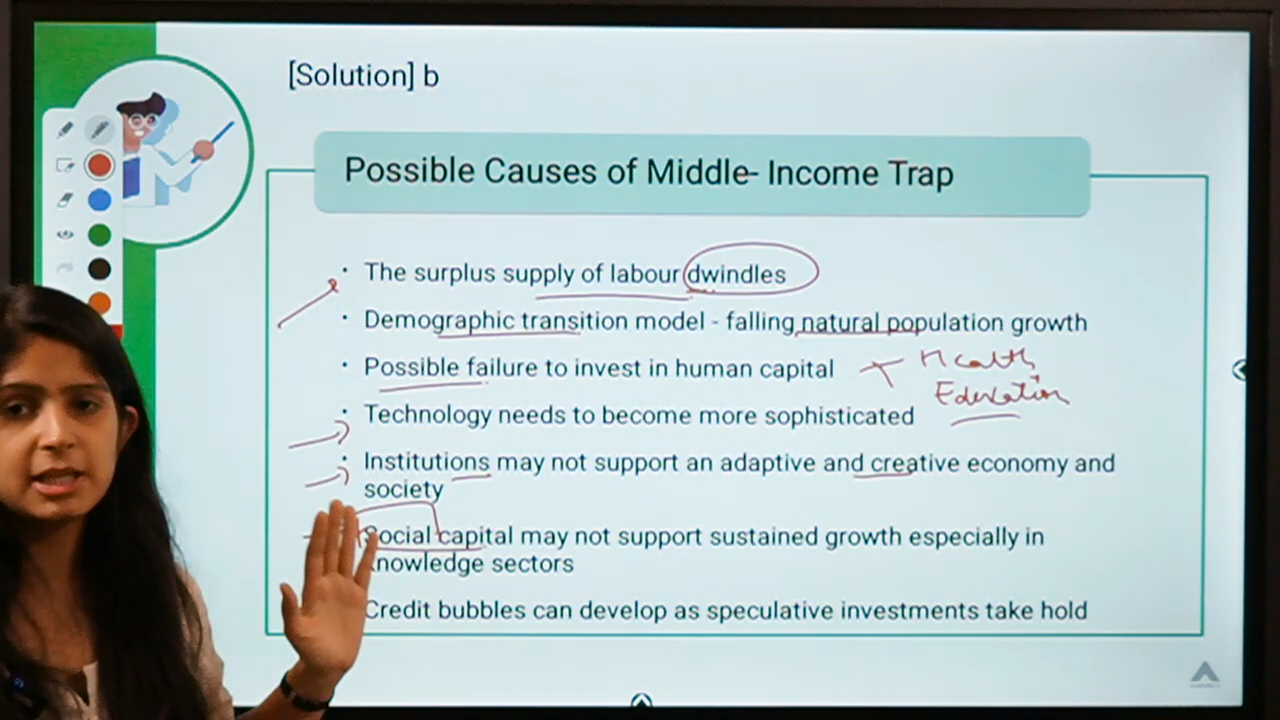 [Solution] b
Possible Causes of Middle- Income Trap
• The surplus supply of labour dwindles
• Demographic transition model - falling natural population growth
• Possible failure to invest in human capital
Health
Education
• Technology needs to become more sophisticated
• Institutions may not support an adaptive and creative economy and
society
Social capital may not support sustained growth especially in
knowledge sectors
Credit bubbles can develop as speculative investments take hold